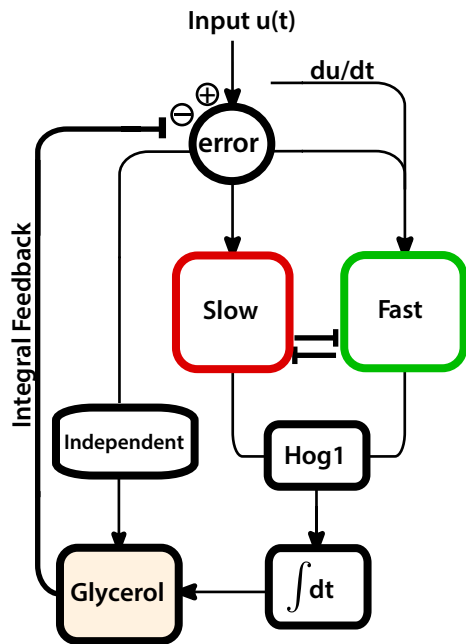 Input u(t)
du/dt
− +
error
Integral Feedback
Slow
Fast
Independent
Hog1
Glycerol
∫dt